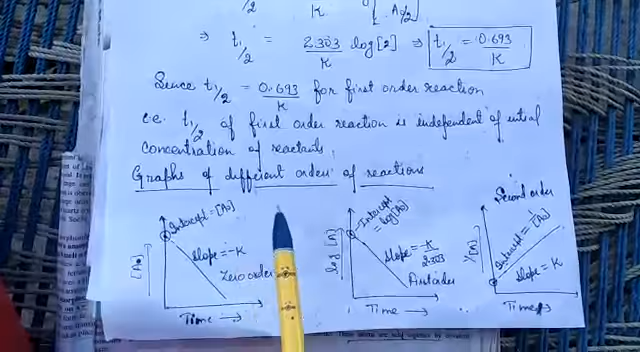 t1/2 = 2.303/K log[2] ⇒ t1/2 = 0.693/K
Since t1/2 = 0.693/K for first order reaction
i.e. t1/2 of first order reaction is independent of intial
concentration of reactants.
Graphs of different orders of reactions
Intercept = [A₀]
slope = -K
Zero order
[A₀]
Time →
Intercept = log[A₀]
log [A]
slope = -K/2.303
First order
Time →
Second order
1/[A]
Intercept = 1/[A₀]
slope = K
Time →